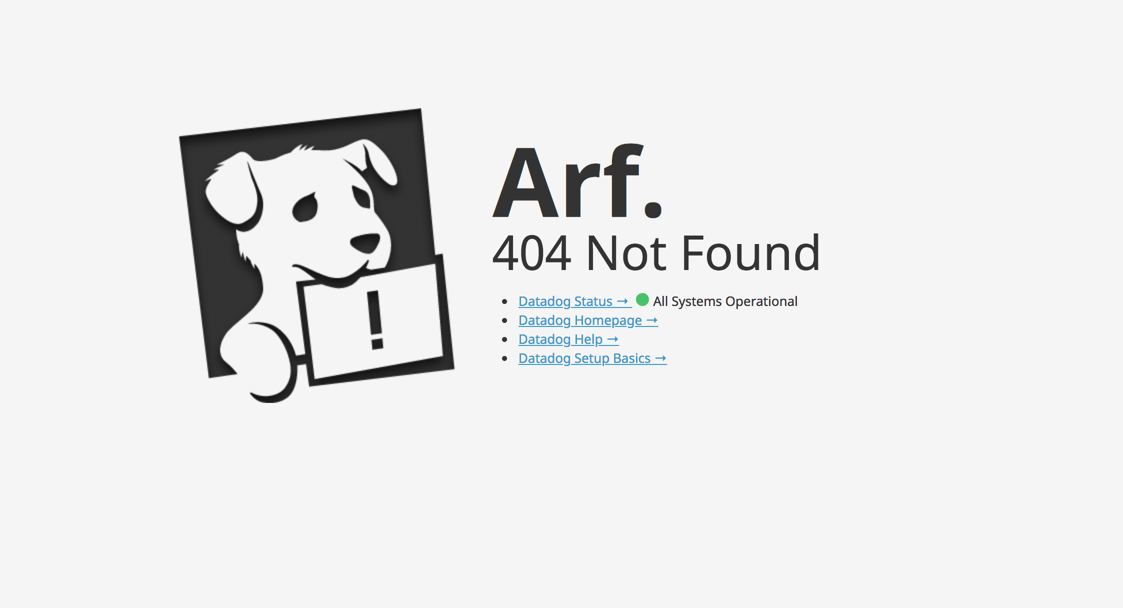 Arf.
404 Not Found
Datadog Status → All Systems Operational
Datadog Homepage →
Datadog Help →
Datadog Setup Basics →
!